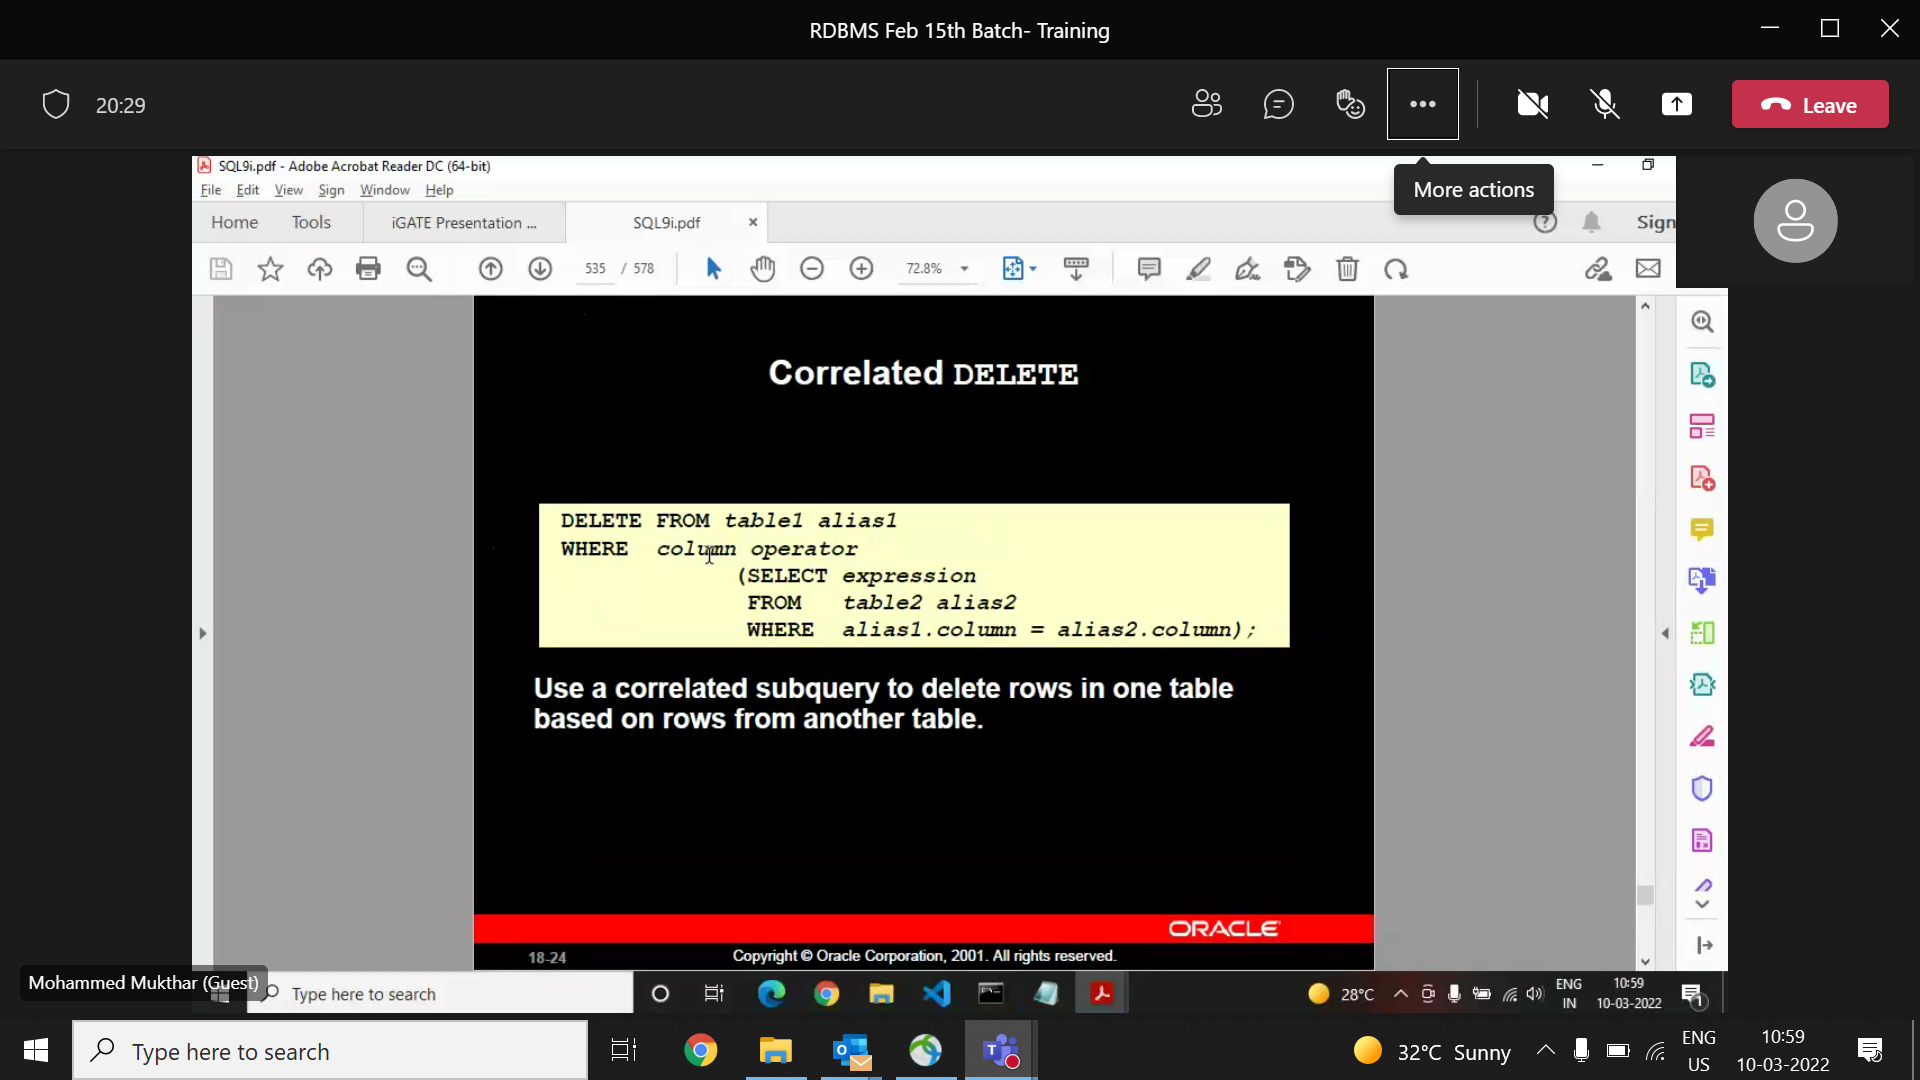 RDBMS Feb 15th Batch- Training
20:29
Leave
More actions
SQL9i.pdf - Adobe Acrobat Reader DC (64-bit)
File Edit View Sign Window Help
Home Tools iGATE Presentation ... SQL9i.pdf
Sign
535 / 578
72.8%
Correlated DELETE
DELETE FROM table1 alias1
WHERE column operator
(SELECT expression
FROM table2 alias2
WHERE alias1.column = alias2.column);
Use a correlated subquery to delete rows in one table
based on rows from another table.
ORACLE
18-24 Copyright © Oracle Corporation, 2001. All rights reserved.
Mohammed Mukthar (Guest)
Type here to search
28°C
ENG
IN
10:59
10-03-2022
1
Type here to search
32°C Sunny
ENG
US
10:59
10-03-2022